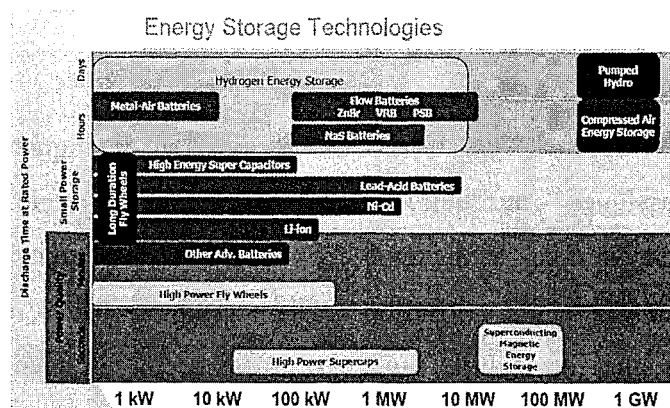 Energy Storage Technologies
Discharge Time at Rated Power
Days
Hours
Small Power
Storage
Hydrogen Energy Storage
Metal-Air Batteries
Flow Batteries
ZnBr VRB PSB
NaS Batteries
Pumped
Hydro
Compressed Air
Energy Storage
Long Duration
Fly Wheels
High Energy Super Capacitors
Lead-Acid Batteries
Ni-Cd
Li-ion
Other Adv. Batteries
High Power Fly Wheels
High Power Supercaps
Superconducting
Magnetic
Energy
Storage
1 kW 10 kW 100 kW 1 MW 10 MW 100 MW 1 GW